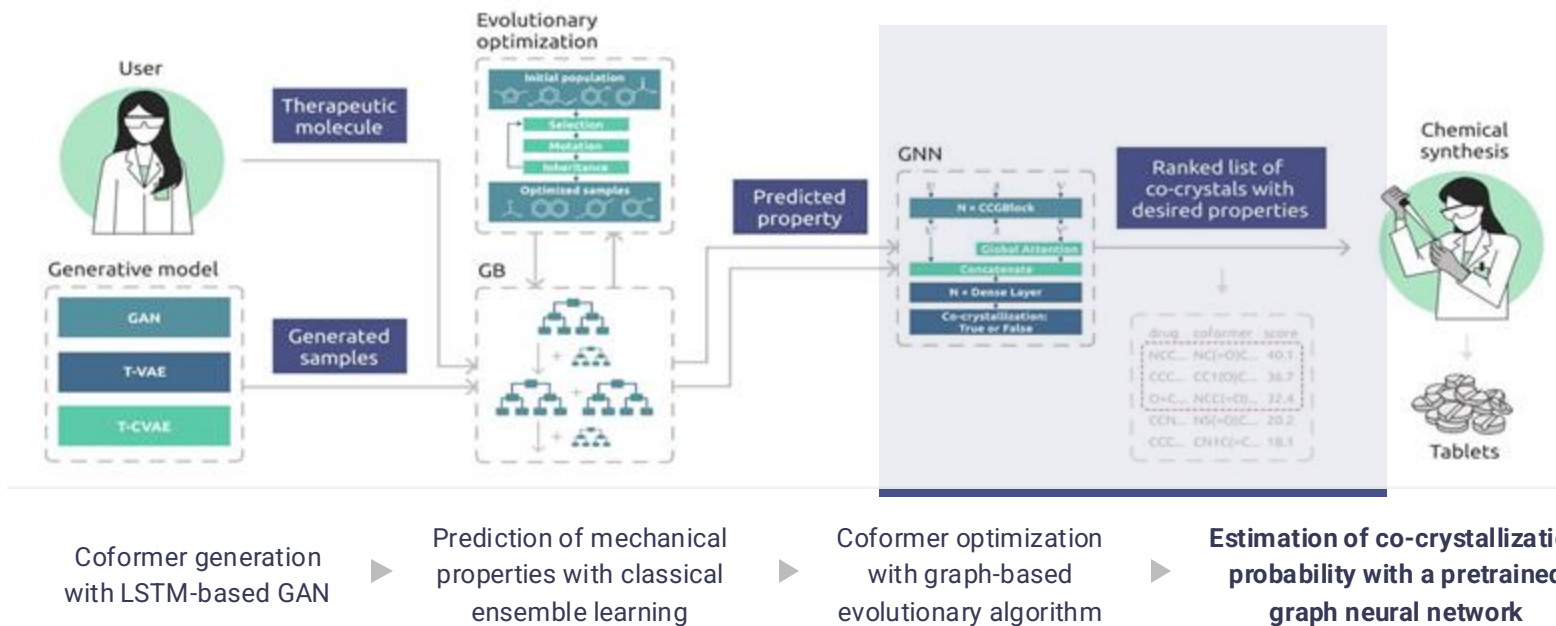 User
Therapeutic
molecule
Generative model
GAN
T-VAE
T-CVAE
Generated
samples
Evolutionary
optimization
Initial population
Selection
Mutation
Inheritance
Optimized samples
GB
+
+
+
Predicted
property
GNN
N × CCGBlock
Global Attention
Concatenate
N × Dense Layer
Co-crystallization:
True or False
Ranked list of
co-crystals with
desired properties
drug coformer score
NCC... NC(=O)C... 40.1
CCC... CC1(O)C... 36.7
O=C... NCC(=O)... 32.4
CCN... NS(=O)C... 20.2
CCC... CN1C(=C... 18.1
Chemical
synthesis
Tablets
Coformer generation
with LSTM-based GAN
Prediction of mechanical
properties with classical
ensemble learning
Coformer optimization
with graph-based
evolutionary algorithm
Estimation of co-crystallizati
probability with a pretrained
graph neural network